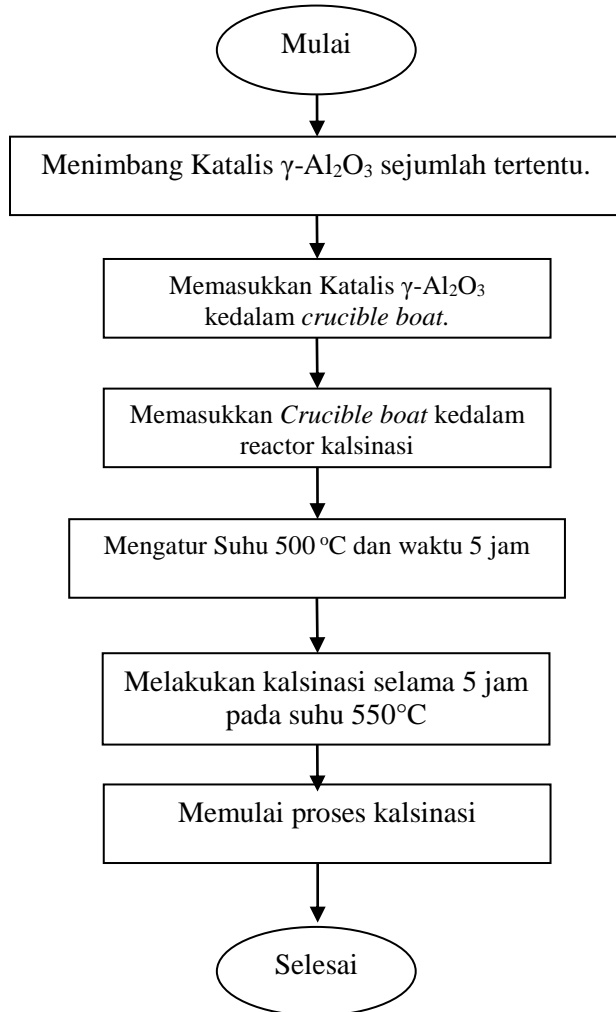 Mulai
Menimbang Katalis γ-Al₂O₃ sejumlah tertentu.
Memasukkan Katalis γ-Al₂O₃
kedalam crucible boat.
Memasukkan Crucible boat kedalam
reactor kalsinasi
Mengatur Suhu 500 °C dan waktu 5 jam
Melakukan kalsinasi selama 5 jam
pada suhu 550°C
Memulai proses kalsinasi
Selesai